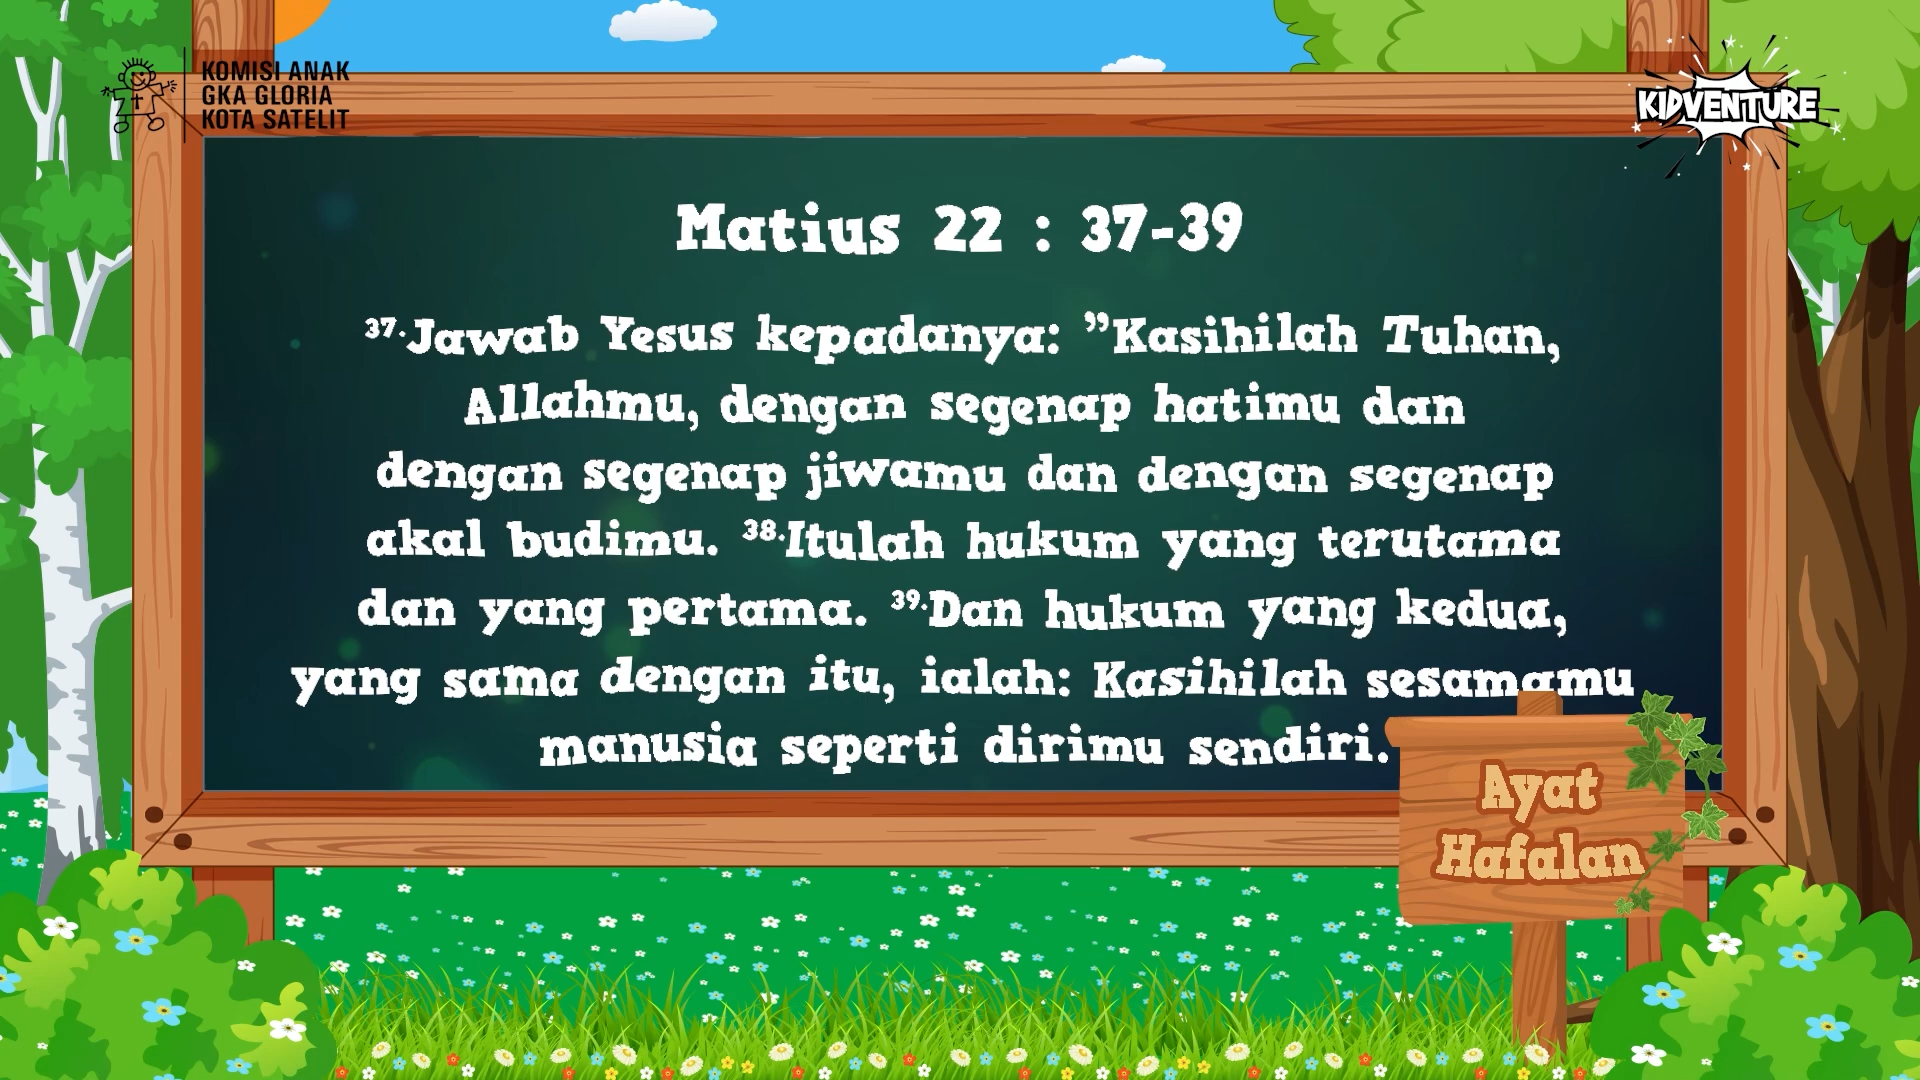 KOMISI ANAK
GKA GLORIA
KOTA SATELIT
KIDVENTURE
Matius 22 : 37-39
37.Jawab Yesus kepadanya: ”Kasihilah Tuhan,
Allahmu, dengan segenap hatimu dan
dengan segenap jiwamu dan dengan segenap
akal budimu. 38.Itulah hukum yang terutama
dan yang pertama. 39.Dan hukum yang kedua,
yang sama dengan itu, ialah: Kasihilah sesamamu
manusia seperti dirimu sendiri.
Ayat
Hafalan